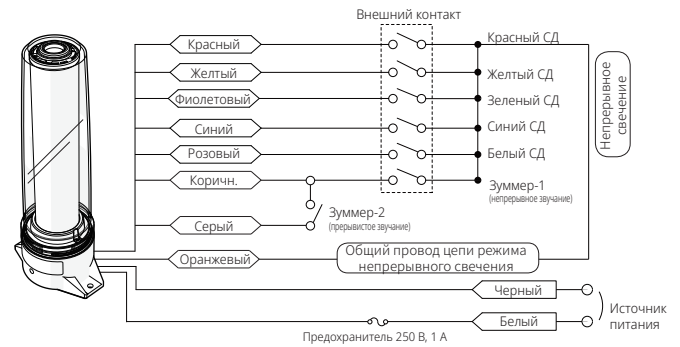 Внешний контакт
Красный
Красный СД
Желтый
Желтый СД
Фиолетовый
Зеленый СД
Синий
Синий СД
Розовый
Белый СД
Непрерывное
свечение
Коричн.
Зуммер-1
(непрерывное звучание)
Зуммер-2
(прерывистое звучание)
Серый
Оранжевый
Общий провод цепи режима
непрерывного свечения
Черный
Источник
питания
Белый
Предохранитель 250 В, 1 А